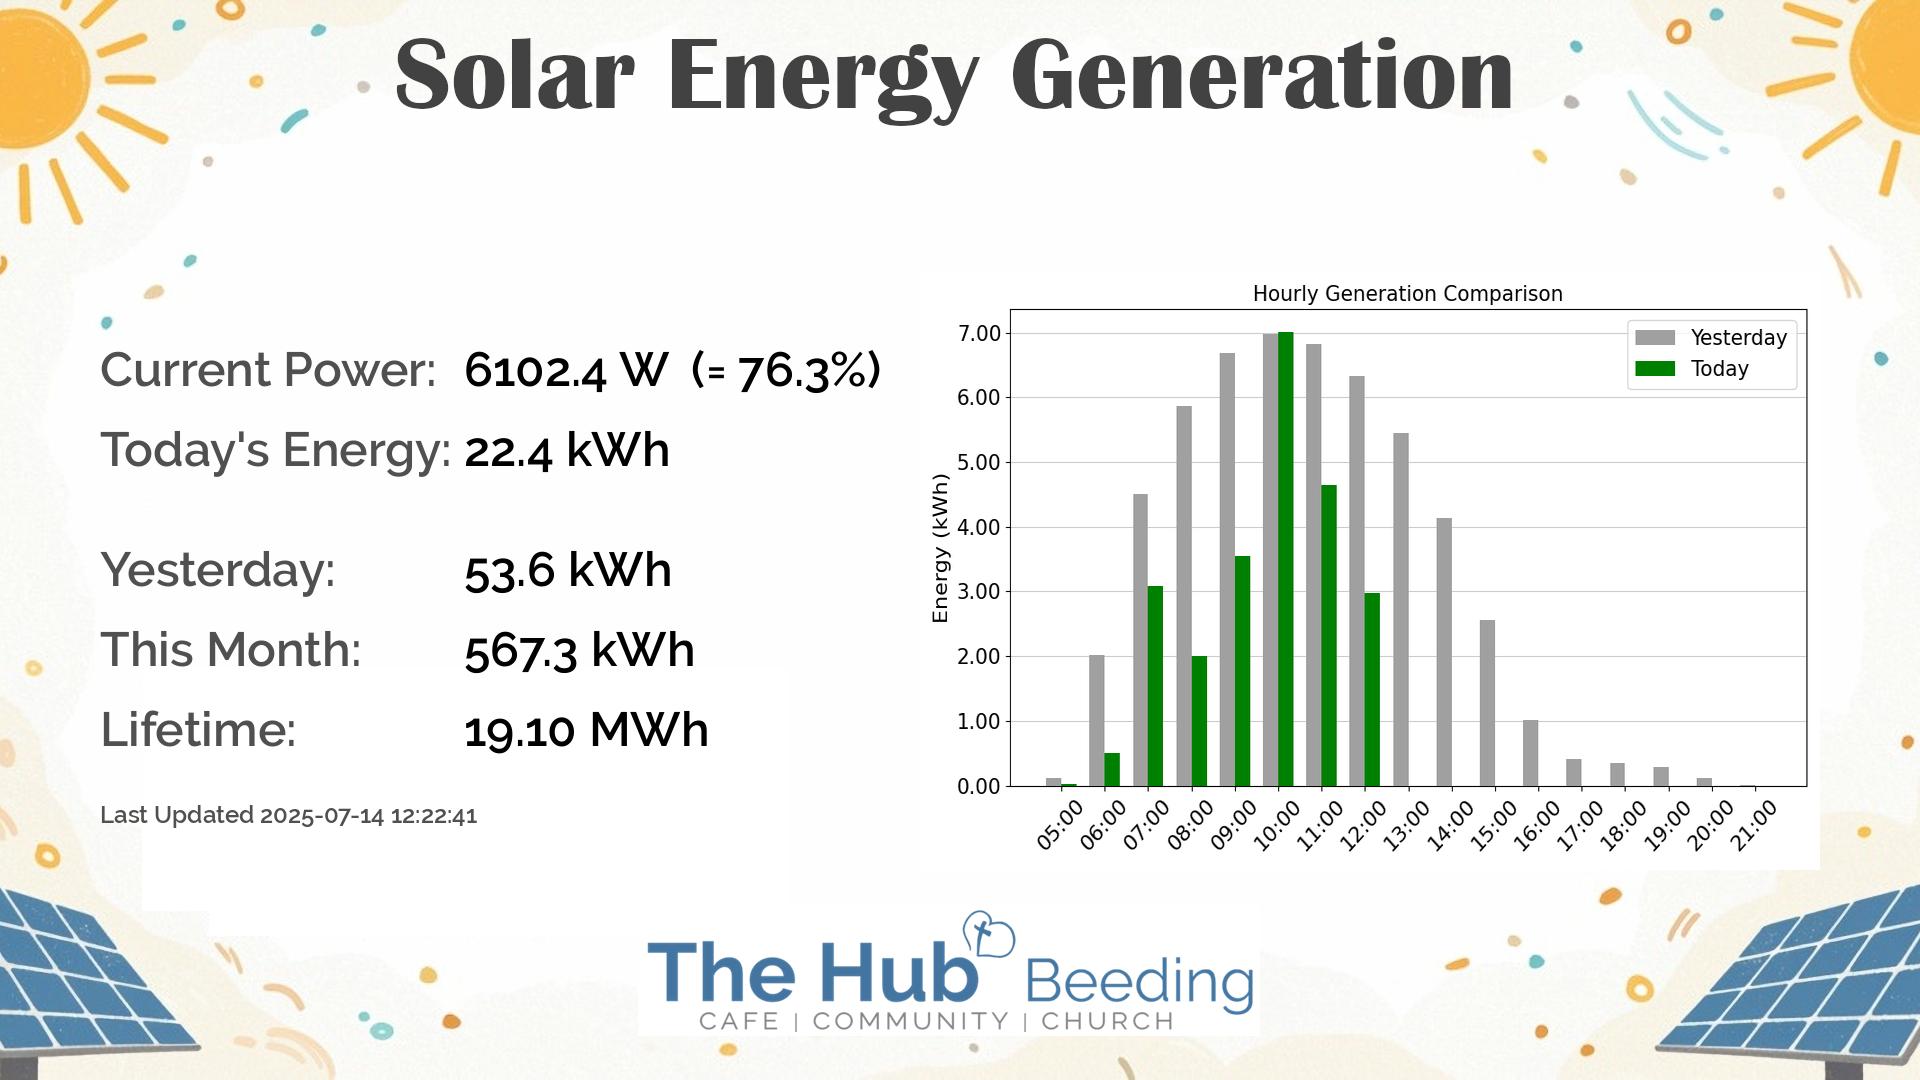 Solar Energy Generation
Current Power: 6102.4 W (= 76.3%)
Today's Energy: 22.4 kWh
Yesterday: 53.6 kWh
This Month: 567.3 kWh
Lifetime: 19.10 MWh
Last Updated 2025-07-14 12:22:41
Hourly Generation Comparison
Yesterday
Today
Energy (kWh)
7.00
6.00
5.00
4.00
3.00
2.00
1.00
0.00
05:00 06:00 07:00 08:00 09:00 10:00 11:00 12:00 13:00 14:00 15:00 16:00 17:00 18:00 19:00 20:00 21:00
The Hub Beeding
CAFE | COMMUNITY | CHURCH